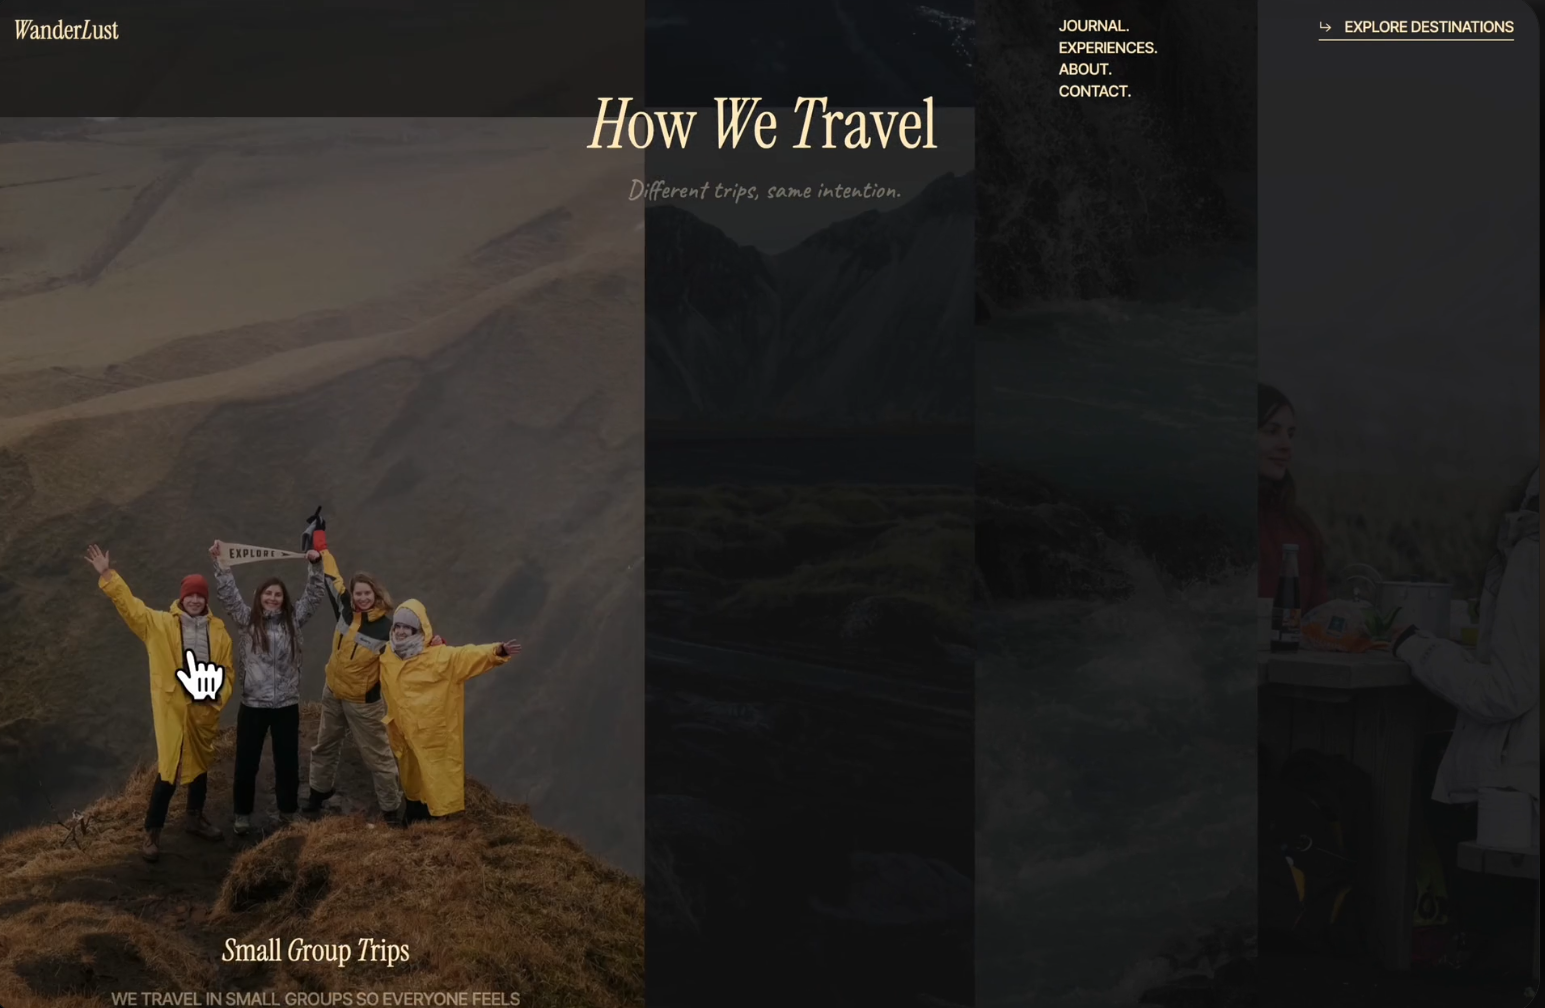 WanderLust
JOURNAL.
EXPERIENCES.
ABOUT.
CONTACT.
EXPLORE DESTINATIONS
How We Travel
Different trips, same intention.
EXPLORE
Small Group Trips
WE TRAVEL IN SMALL GROUPS SO EVERYONE FEELS